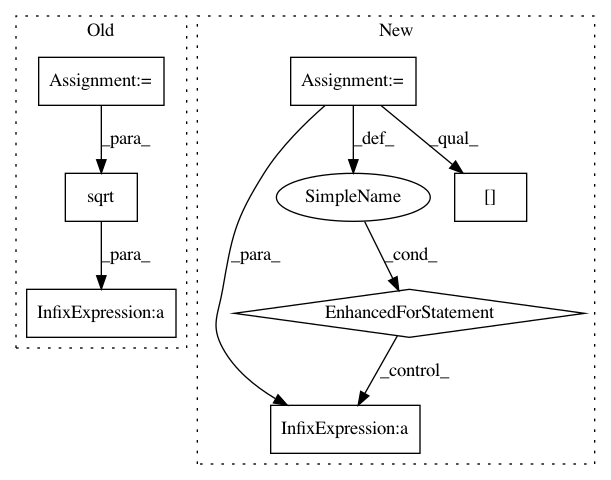 Old
New
Assignment:=
Assignment:=
_para_
_def_
_qual_
sqrt
SimpleName
[]
_para_
_para_
_cond_
InfixExpression:a
EnhancedForStatement
_control_
InfixExpression:a